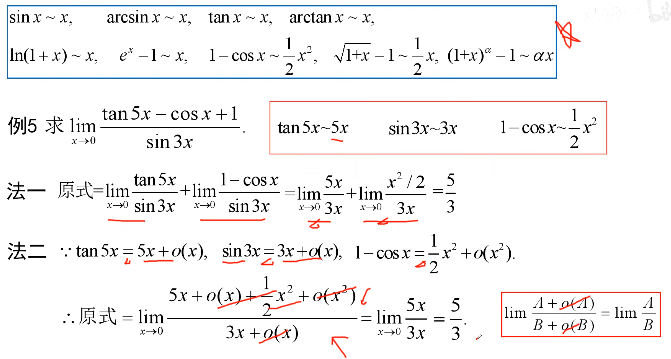 sin x ~ x, arcsin x ~ x, tan x ~ x, arctan x ~ x,
ln(1+x) ~ x, eˣ−1 ~ x, 1−cos x ~ 1/2 x², √(1+x)−1 ~ 1/2 x, (1+x)^α−1 ~ αx
例5 求 lim_{x→0} (tan 5x − cos x + 1)/(sin 3x).
tan 5x~5x sin 3x~3x 1−cos x~1/2 x²
法一 原式= lim_{x→0} (tan 5x)/(sin 3x) + lim_{x→0} (1−cos x)/(sin 3x) = lim_{x→0} (5x)/(3x) + lim_{x→0} (x²/2)/(3x) = 5/3
法二 ∵ tan 5x = 5x + o(x), sin 3x = 3x + o(x), 1−cos x = 1/2 x² + o(x²).
∴ 原式 = lim_{x→0} (5x + o(x) + 1/2 x² + o(x²))/(3x + o(x)) = lim_{x→0} (5x)/(3x) = 5/3.
lim (A + o(A))/(B + o(B)) = lim A/B